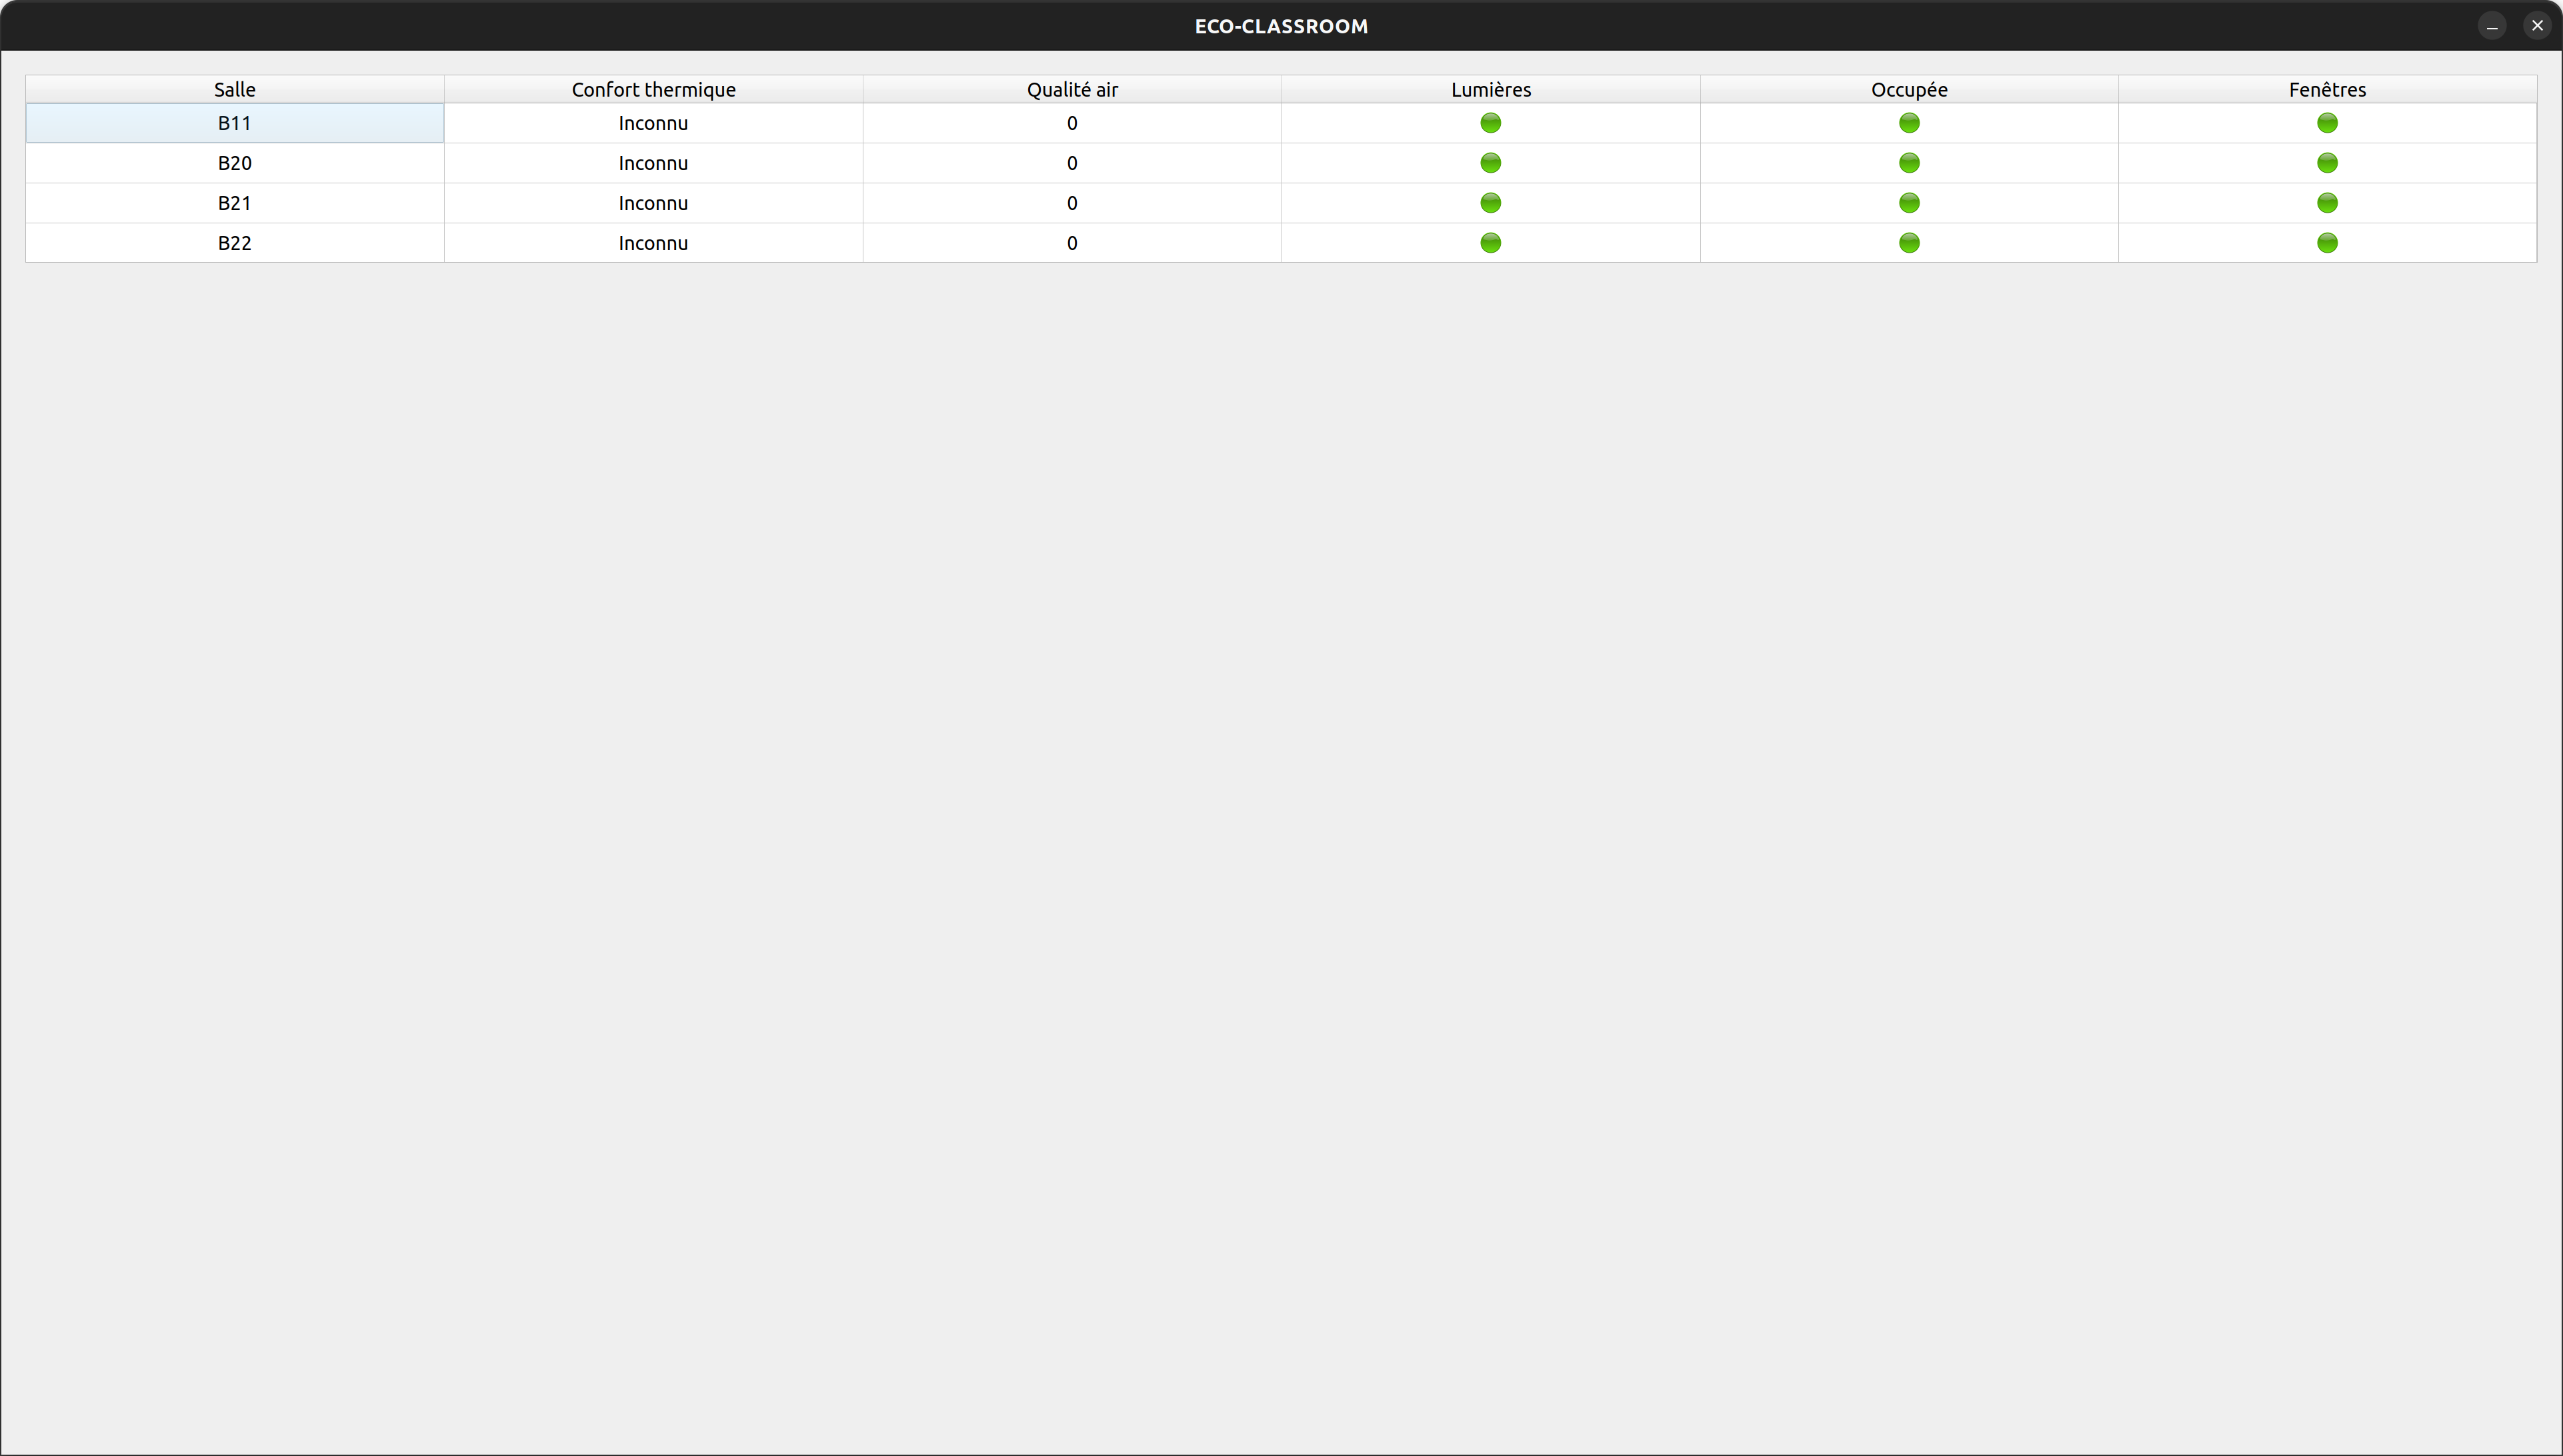 ECO-CLASSROOM
Salle Confort thermique Qualité air Lumières Occupée Fenêtres
B11 Inconnu 0
B20 Inconnu 0
B21 Inconnu 0
B22 Inconnu 0